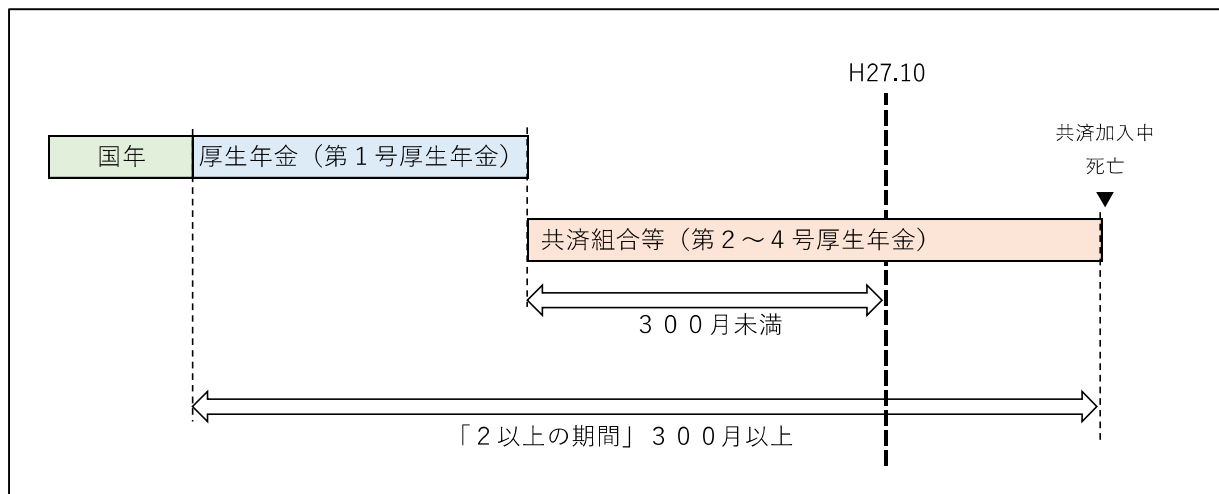 H27.10
共済加入中
死亡
国年
厚生年金（第１号厚生年金）
共済組合等（第２～４号厚生年金）
３００月未満
「２以上の期間」３００月以上